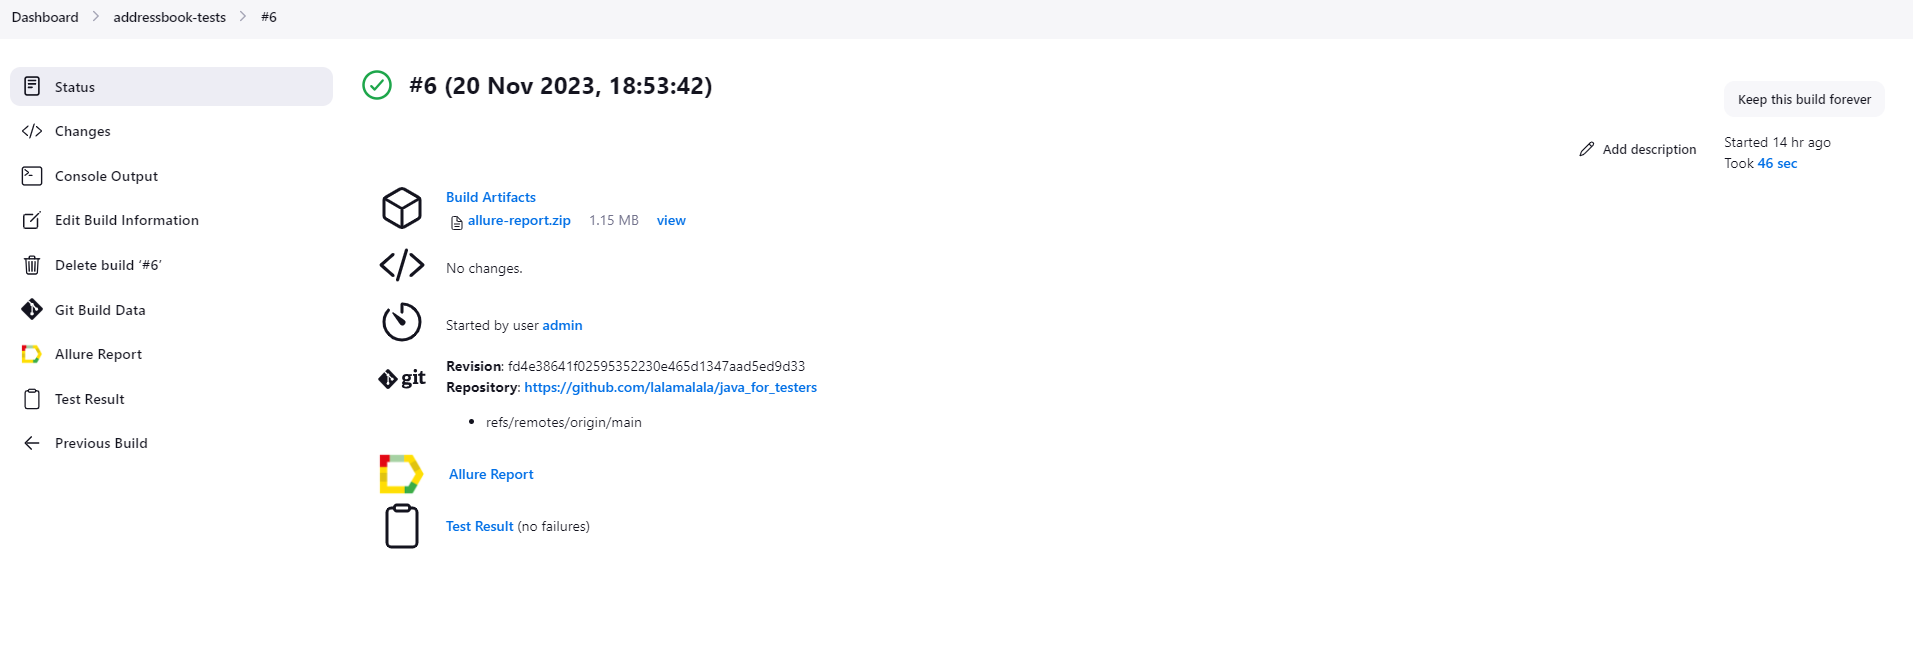 Dashboard > addressbook-tests > #6
Status
Changes
Console Output
Edit Build Information
Delete build ‘#6’
Git Build Data
Allure Report
Test Result
Previous Build
#6 (20 Nov 2023, 18:53:42)
Keep this build forever
Add description
Started 14 hr ago
Took 46 sec
Build Artifacts
allure-report.zip 1.15 MB view
No changes.
Started by user admin
git
Revision: fd4e38641f02595352230e465d1347aad5ed9d33
Repository: https://github.com/lalamalala/java_for_testers
• refs/remotes/origin/main
Allure Report
Test Result (no failures)